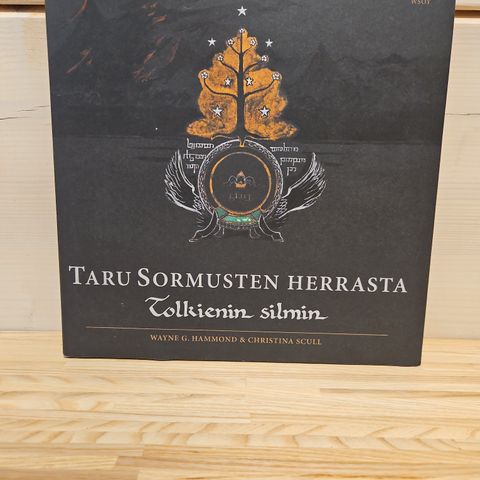 WSOY
TARU SORMUSTEN HERRASTA
Tolkienin silmin
WAYNE G. HAMMOND & CHRISTINA SCULL